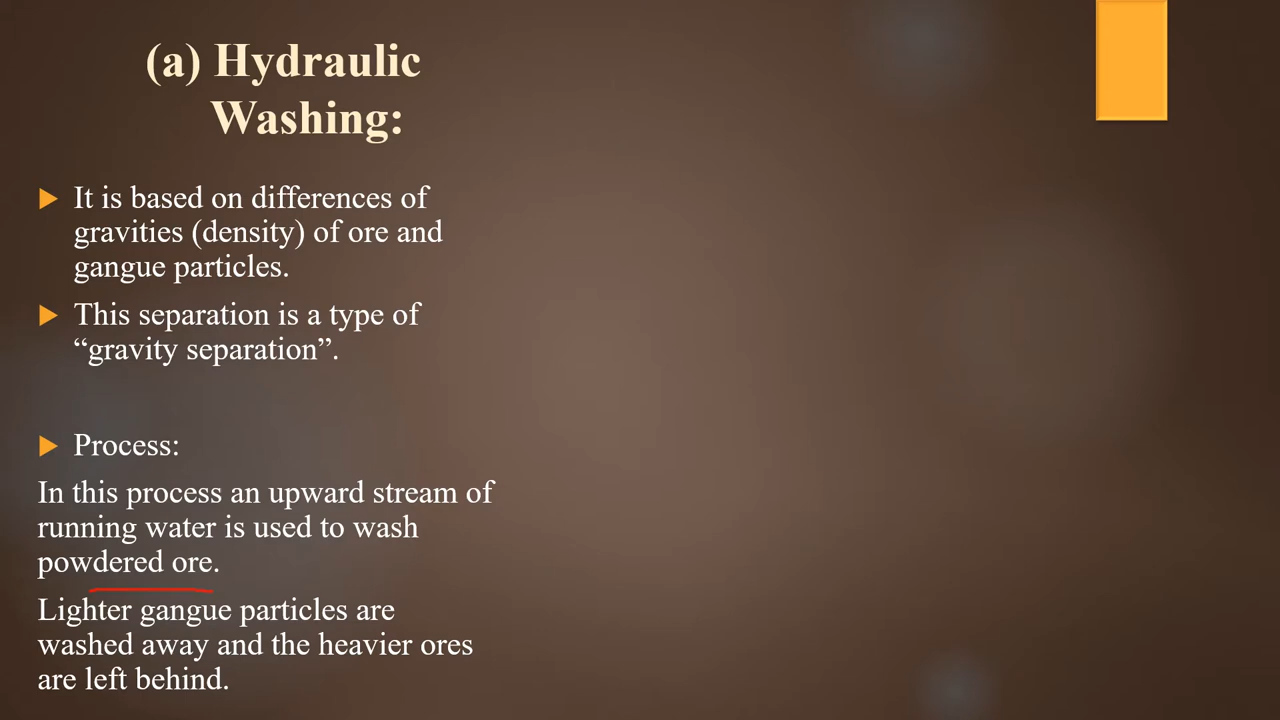 (a) Hydraulic
Washing:
It is based on differences of
gravities (density) of ore and
gangue particles.
This separation is a type of
“gravity separation”.
Process:
In this process an upward stream of
running water is used to wash
powdered ore.
Lighter gangue particles are
washed away and the heavier ores
are left behind.